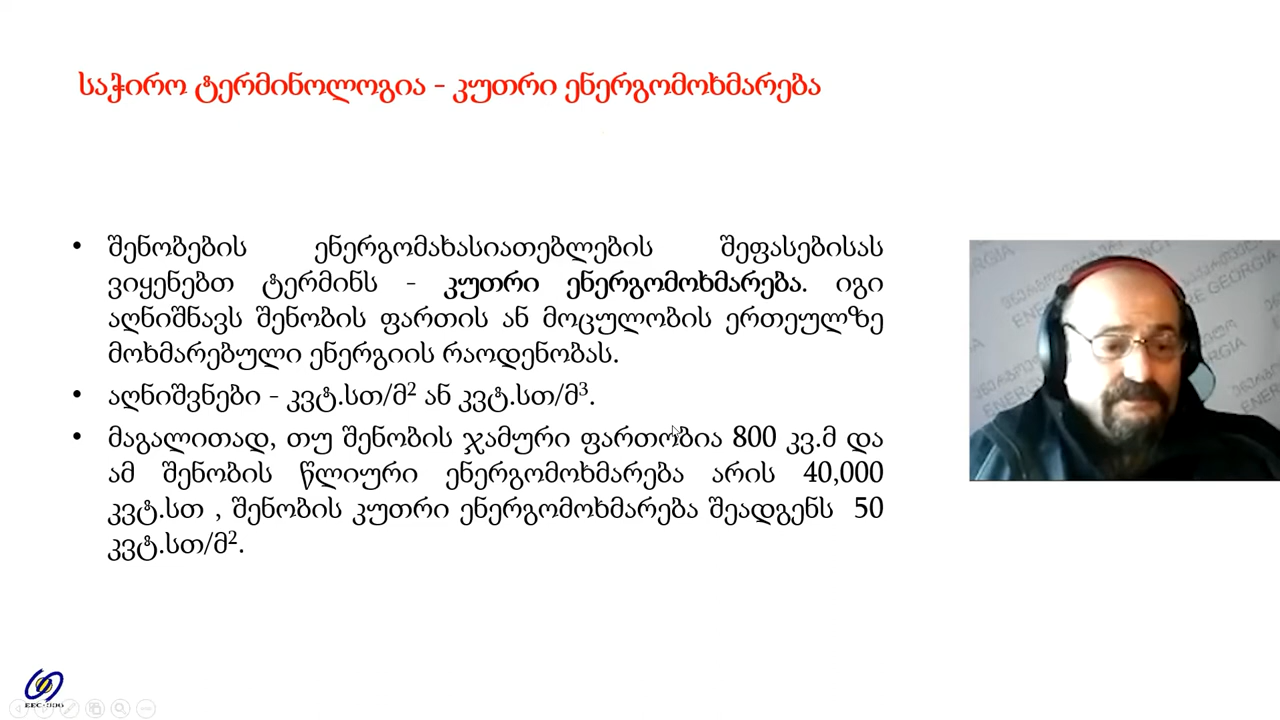 საჭირო ტერმინოლოგია - კუთრი ენერგომოხმარება
• შენობების ენერგომახასიათებლების შეფასებისას
ვიყენებთ ტერმინს - კუთრი ენერგომოხმარება. იგი
აღნიშნავს შენობის ფართის ან მოცულობის ერთეულზე
მოხმარებული ენერგიის რაოდენობას.
• აღნიშვნები - კვტ.სთ/მ² ან კვტ.სთ/მ³.
• მაგალითად, თუ შენობის ჯამური ფართობია 800 კვ.მ და
ამ შენობის წლიური ენერგომოხმარება არის 40,000
კვტ.სთ , შენობის კუთრი ენერგომოხმარება შეადგენს 50
კვტ.სთ/მ².